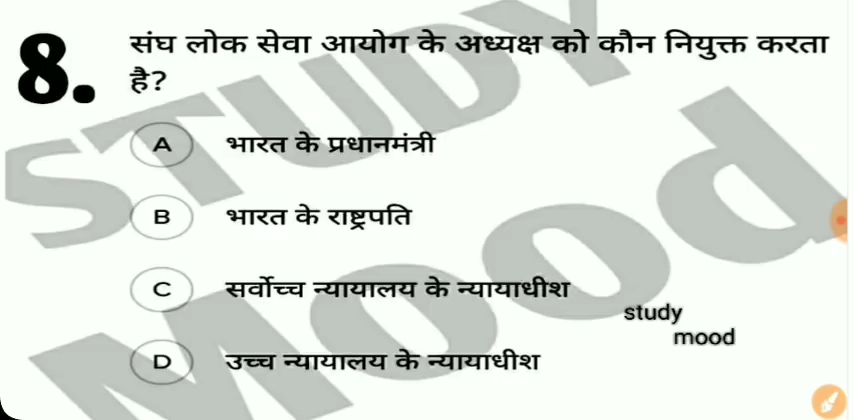 8.
संघ लोक सेवा आयोग के अध्यक्ष को कौन नियुक्त करता
है?
A भारत के प्रधानमंत्री
B भारत के राष्ट्रपति
C सर्वोच्च न्यायालय के न्यायाधीश
D उच्च न्यायालय के न्यायाधीश
study
mood
STUDY
Mood